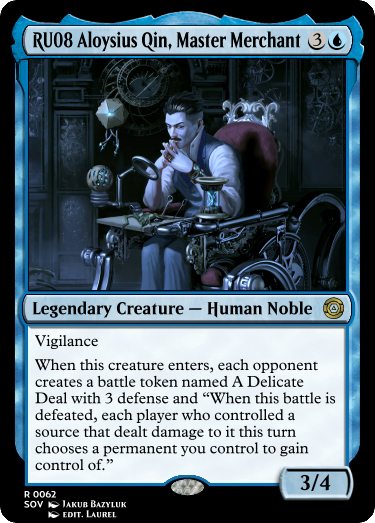 RU08 Aloysius Qin, Master Merchant 3
Legendary Creature — Human Noble
Vigilance
When this creature enters, each opponent
creates a battle token named A Delicate
Deal with 3 defense and “When this battle is
defeated, each player who controlled a
source that dealt damage to it this turn
chooses a permanent you control to gain
control of.”
3/4
R 0062
SOV Jakub Bazyluk
edit. Laurel